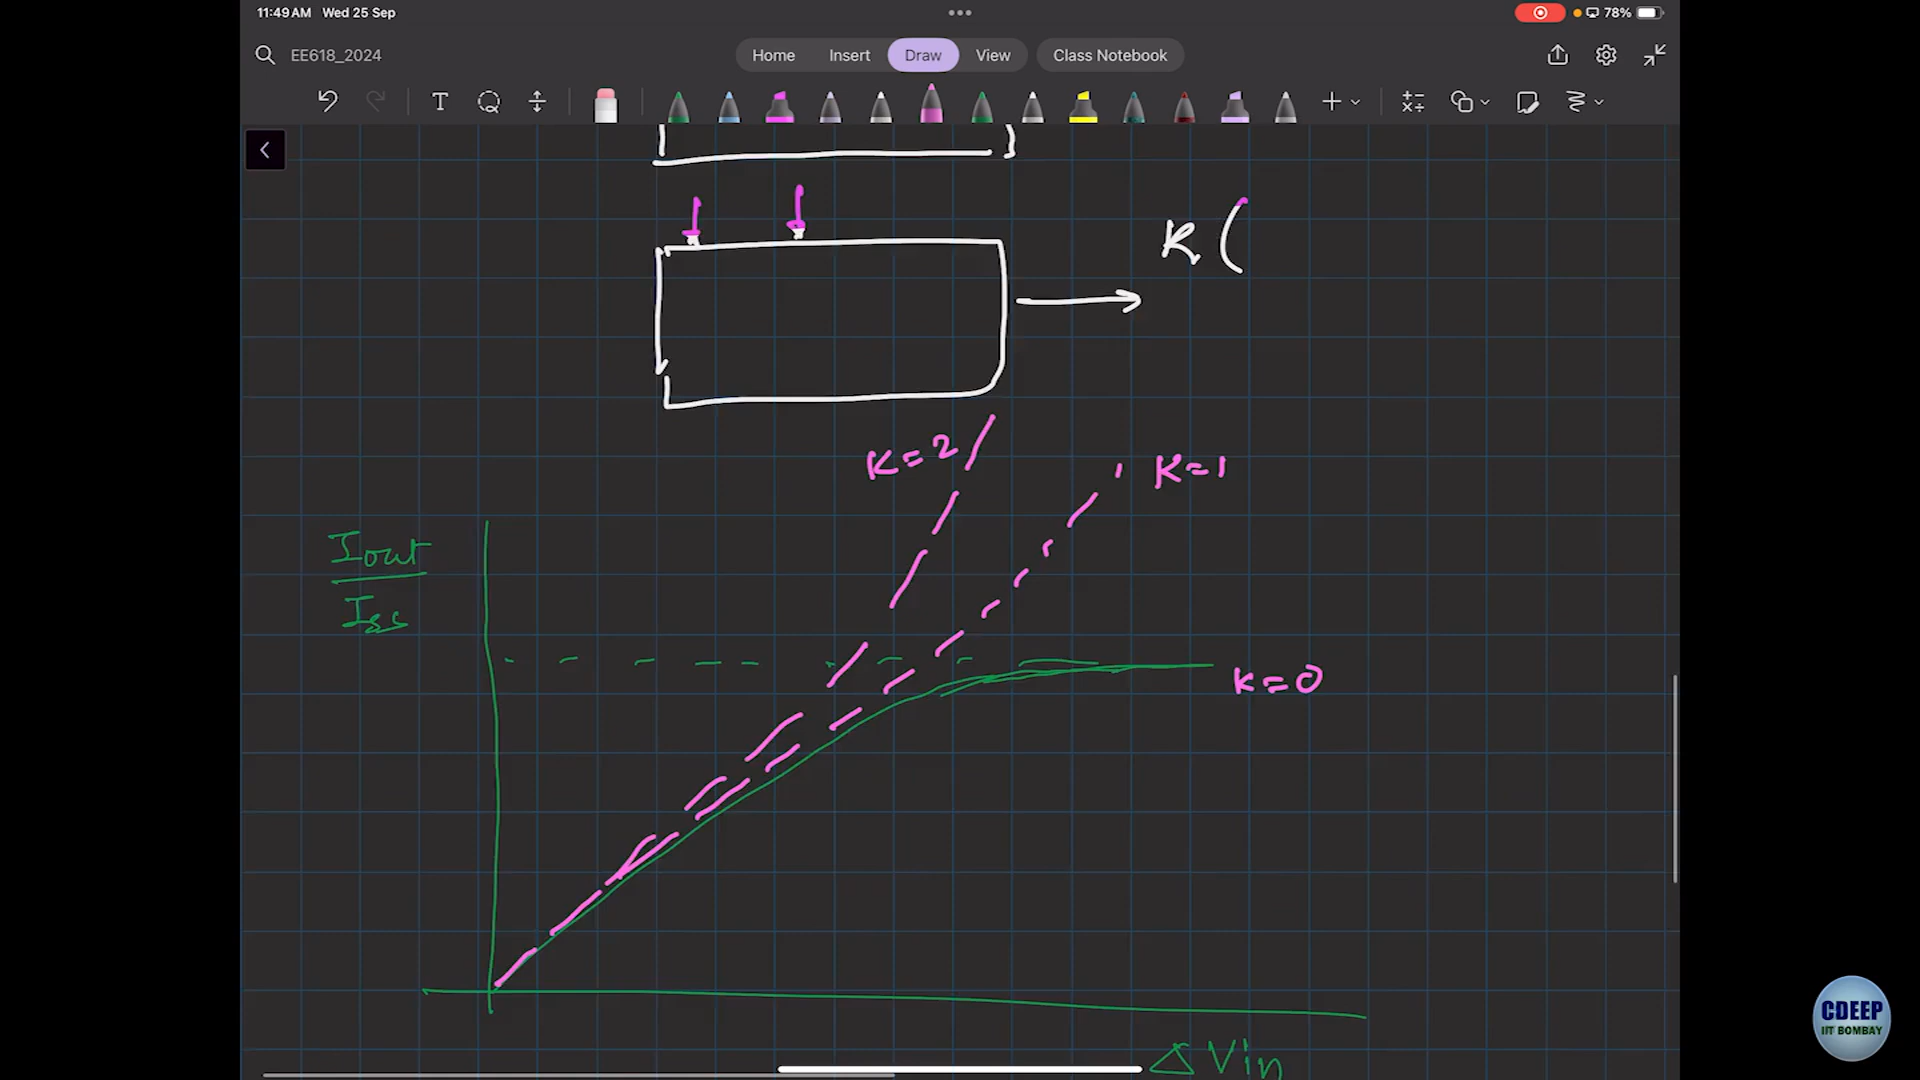 11:49 AM Wed 25 Sep
78%
EE618_2024
Home Insert Draw View Class Notebook
T
K (
K=2
K=1
Iout
Iss
K=0
Δ Vin
CDEEP
IIT BOMBAY